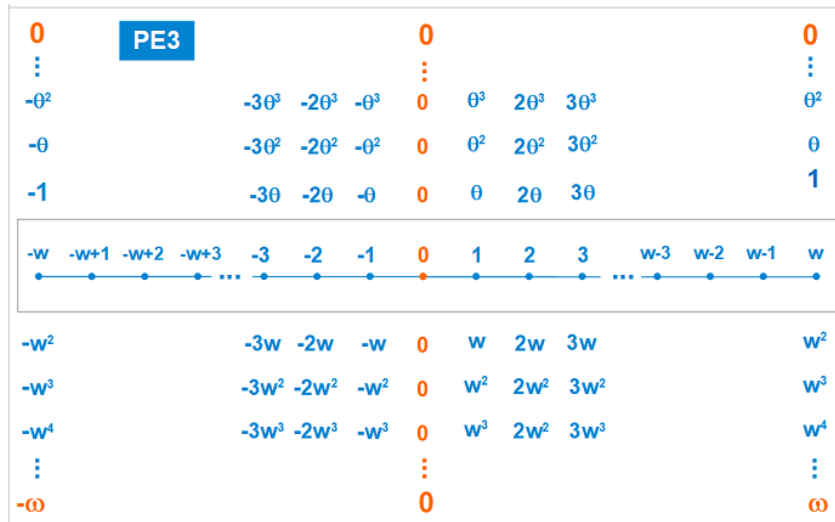 0 PE3 0 0
⋮ ⋮ ⋮
-θ² -3θ³ -2θ³ -θ³ 0 θ³ 2θ³ 3θ³ θ²
-θ -3θ² -2θ² -θ² 0 θ² 2θ² 3θ² θ
-1 -3θ -2θ -θ 0 θ 2θ 3θ 1
-w -w+1 -w+2 -w+3 ... -3 -2 -1 0 1 2 3 ... w-3 w-2 w-1 w
-w² -3w -2w -w 0 w 2w 3w w²
-w³ -3w² -2w² -w² 0 w² 2w² 3w² w³
-w⁴ -3w³ -2w³ -w³ 0 w³ 2w² 3w³ w⁴
⋮ ⋮ ⋮
-ω 0 ω